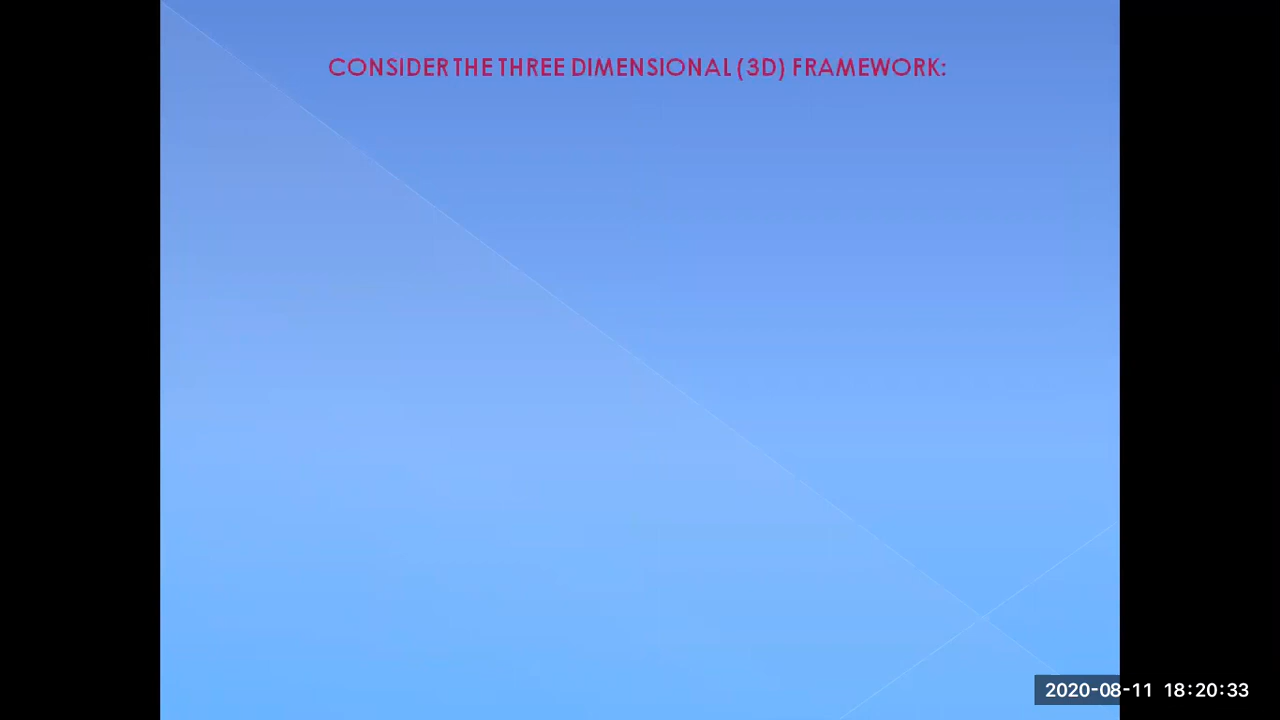 CONSIDER THE THREE DIMENSIONAL (3D) FRAMEWORK:
2020-08-11 18:20:33